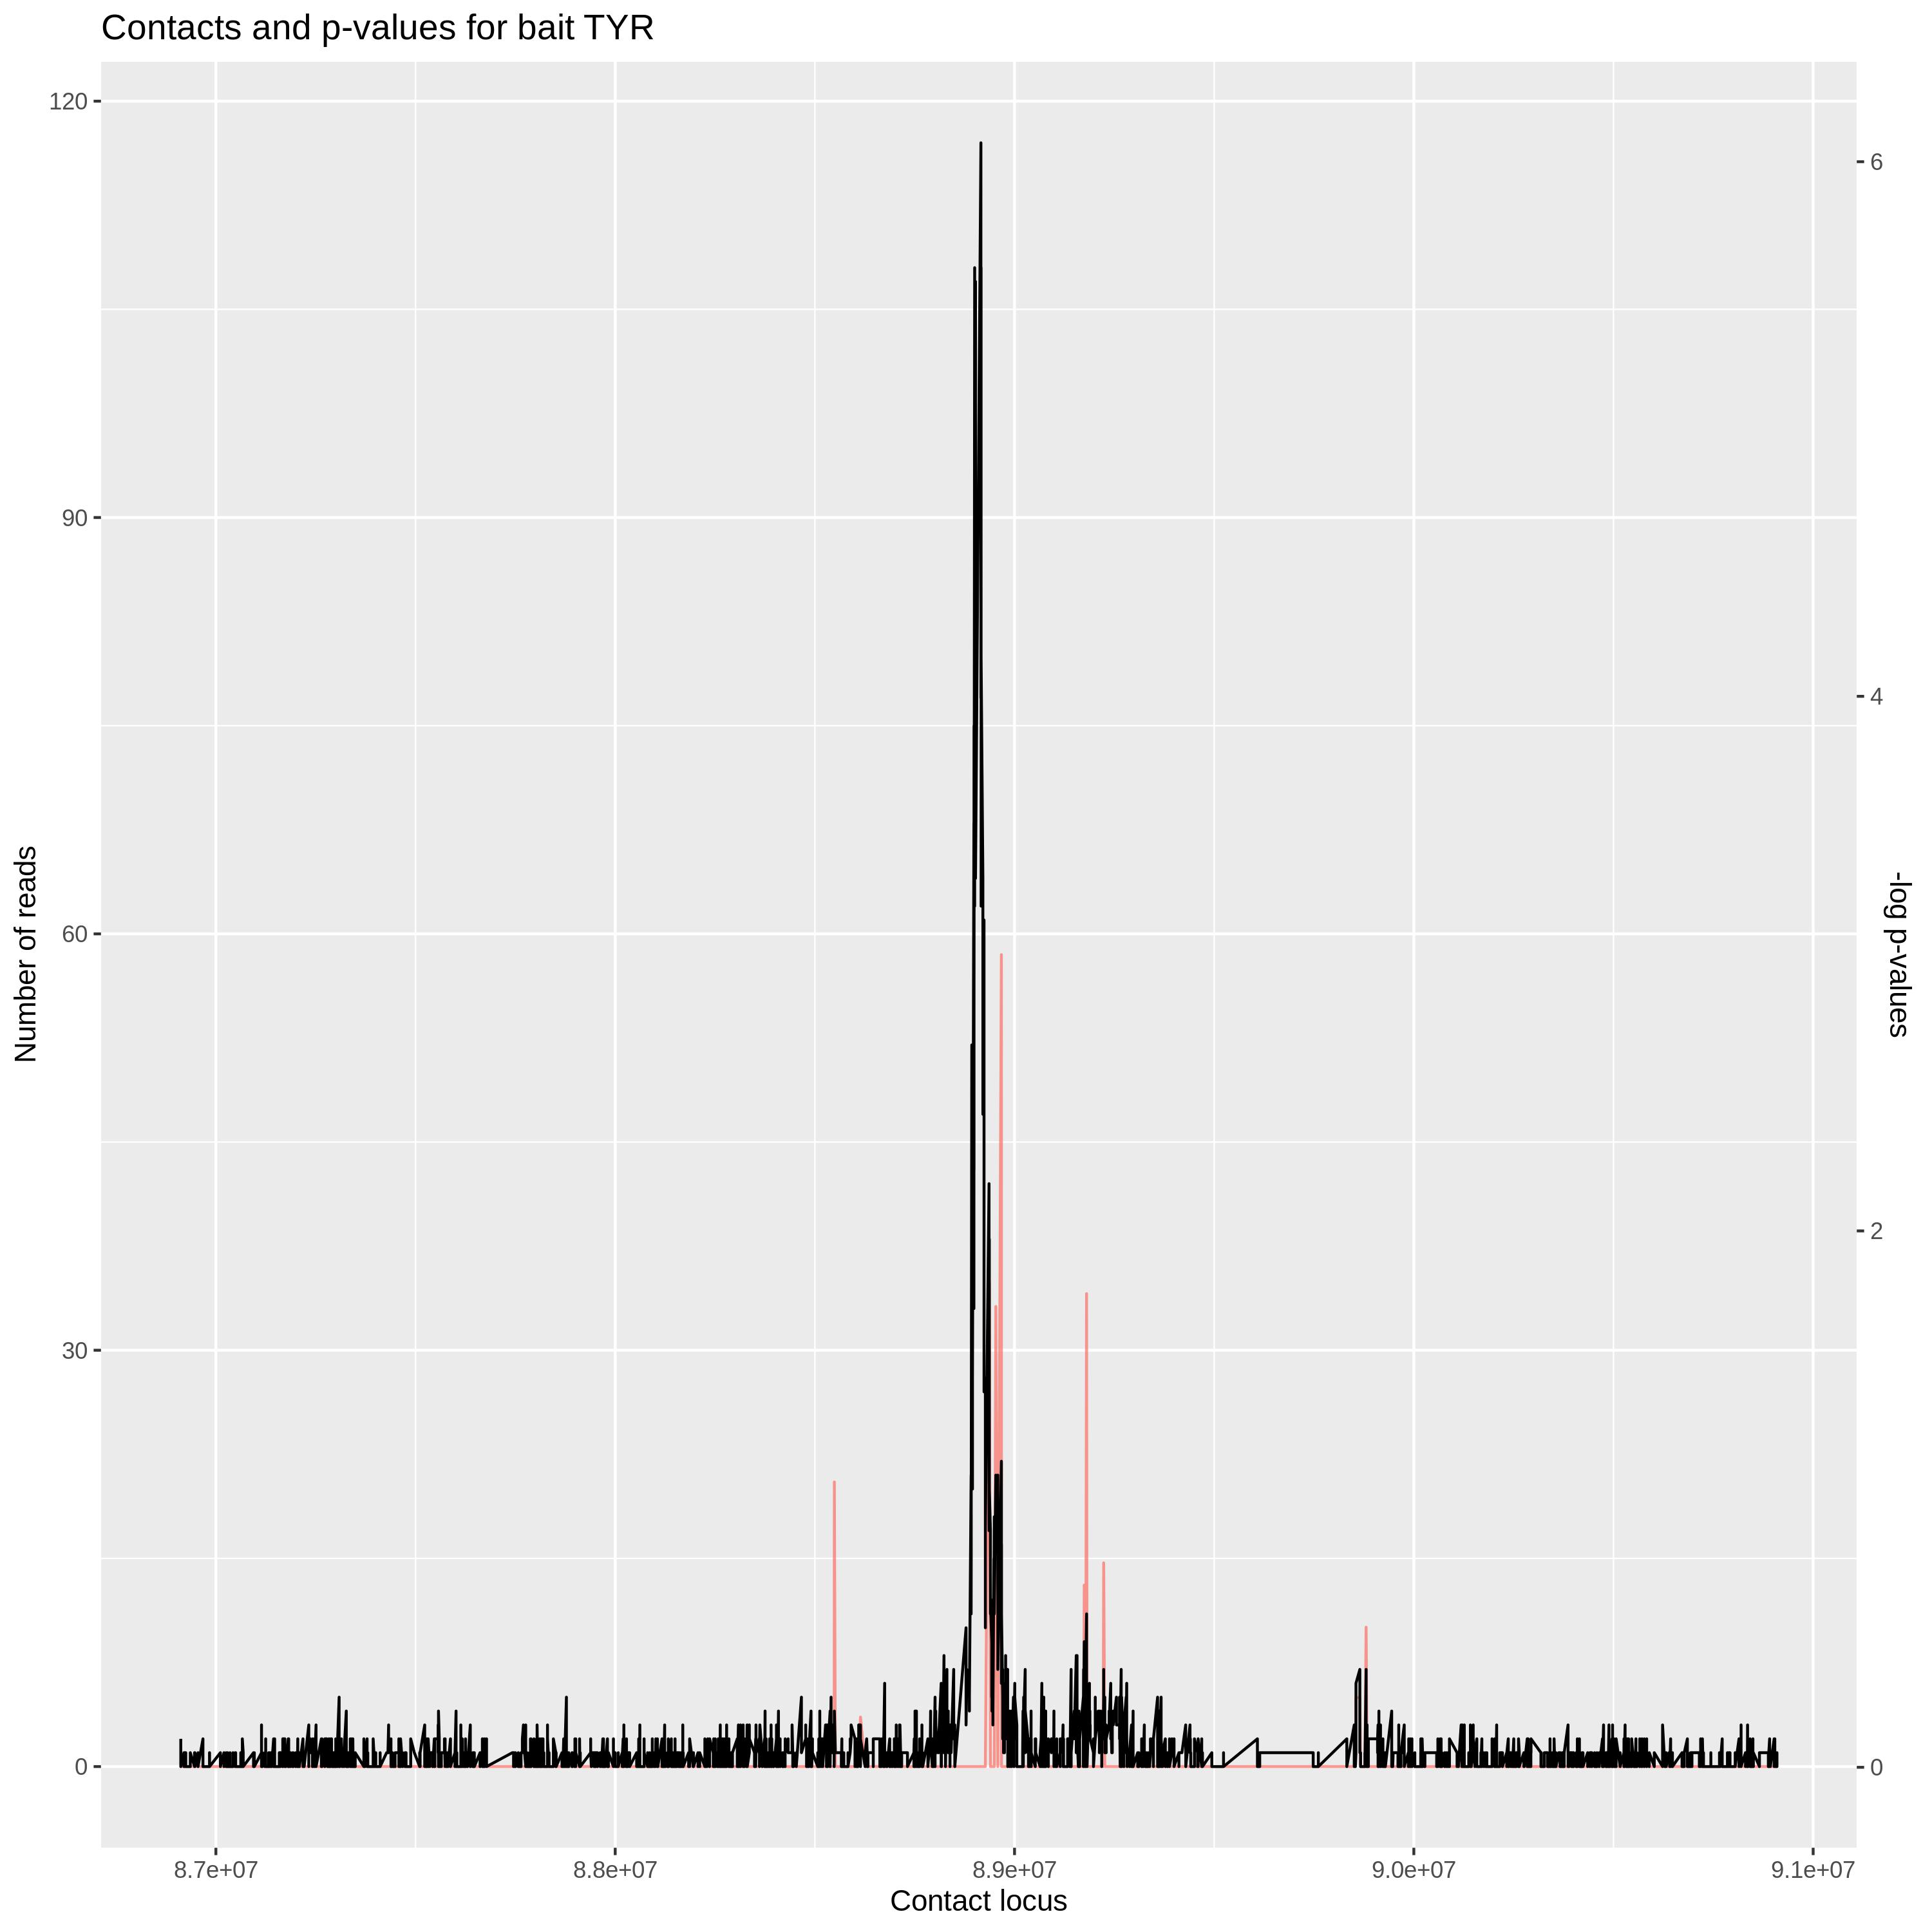 Contacts and p-values for bait TYR
120
90
60
30
0
Number of reads
6
4
2
0
-log p-values
8.7e+07 8.8e+07 8.9e+07 9.0e+07 9.1e+07
Contact locus